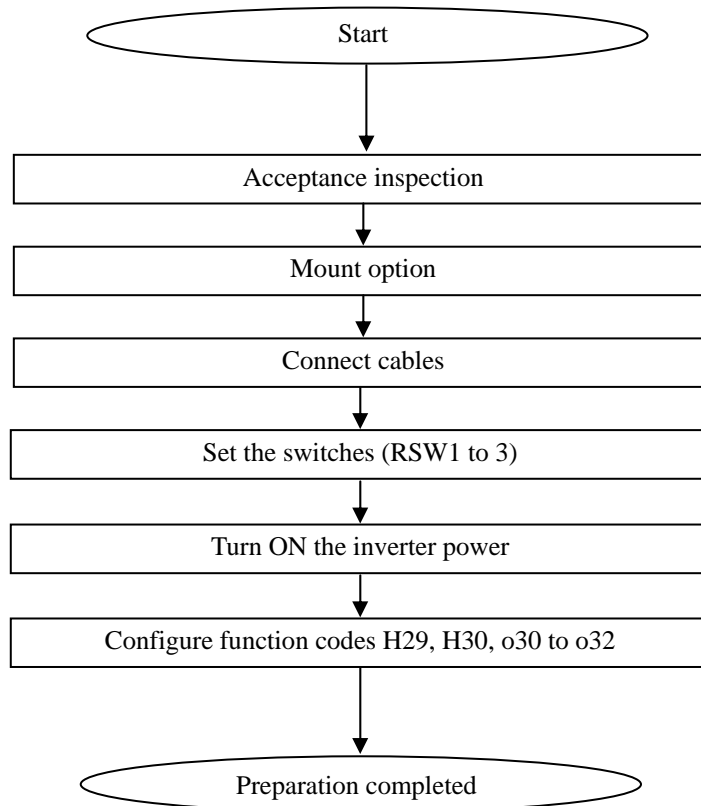 Start
Acceptance inspection
Mount option
Connect cables
Set the switches (RSW1 to 3)
Turn ON the inverter power
Configure function codes H29, H30, o30 to o32
Preparation completed